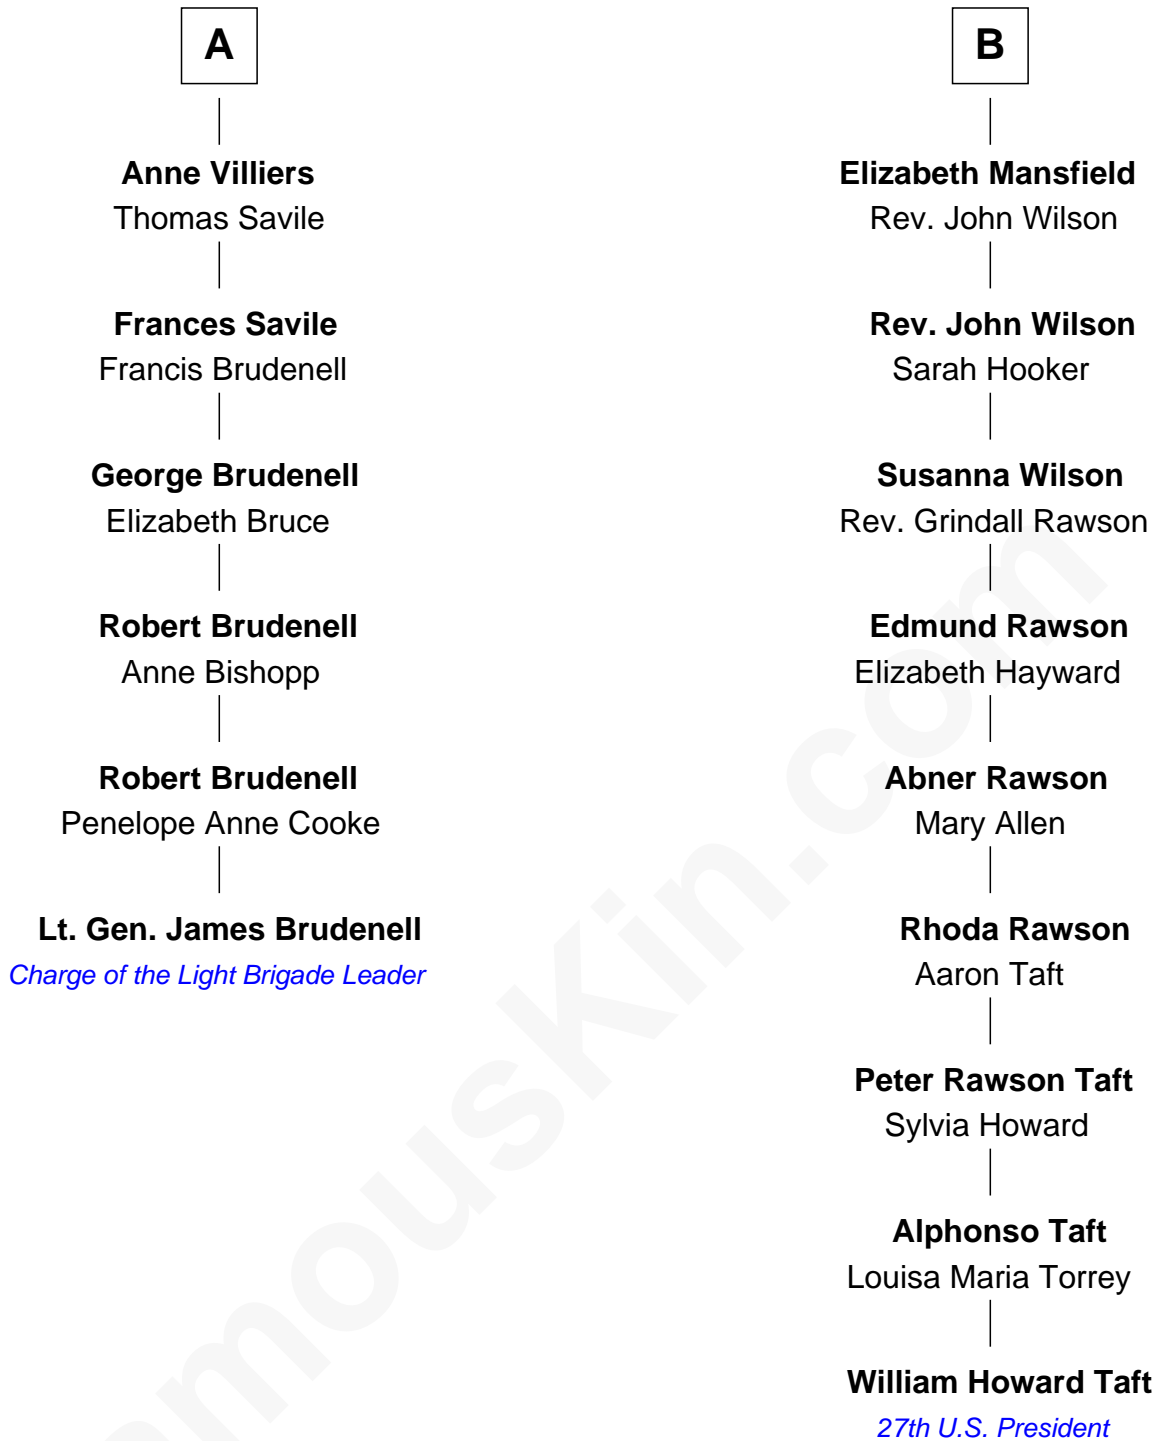 A
Anne Villiers
Thomas Savile
Frances Savile
Francis Brudenell
George Brudenell
Elizabeth Bruce
Robert Brudenell
Anne Bishopp
Robert Brudenell
Penelope Anne Cooke
Lt. Gen. James Brudenell
Charge of the Light Brigade Leader
B
Elizabeth Mansfield
Rev. John Wilson
Rev. John Wilson
Sarah Hooker
Susanna Wilson
Rev. Grindall Rawson
Edmund Rawson
Elizabeth Hayward
Abner Rawson
Mary Allen
Rhoda Rawson
Aaron Taft
Peter Rawson Taft
Sylvia Howard
Alphonso Taft
Louisa Maria Torrey
William Howard Taft
27th U.S. President
amousKin.com